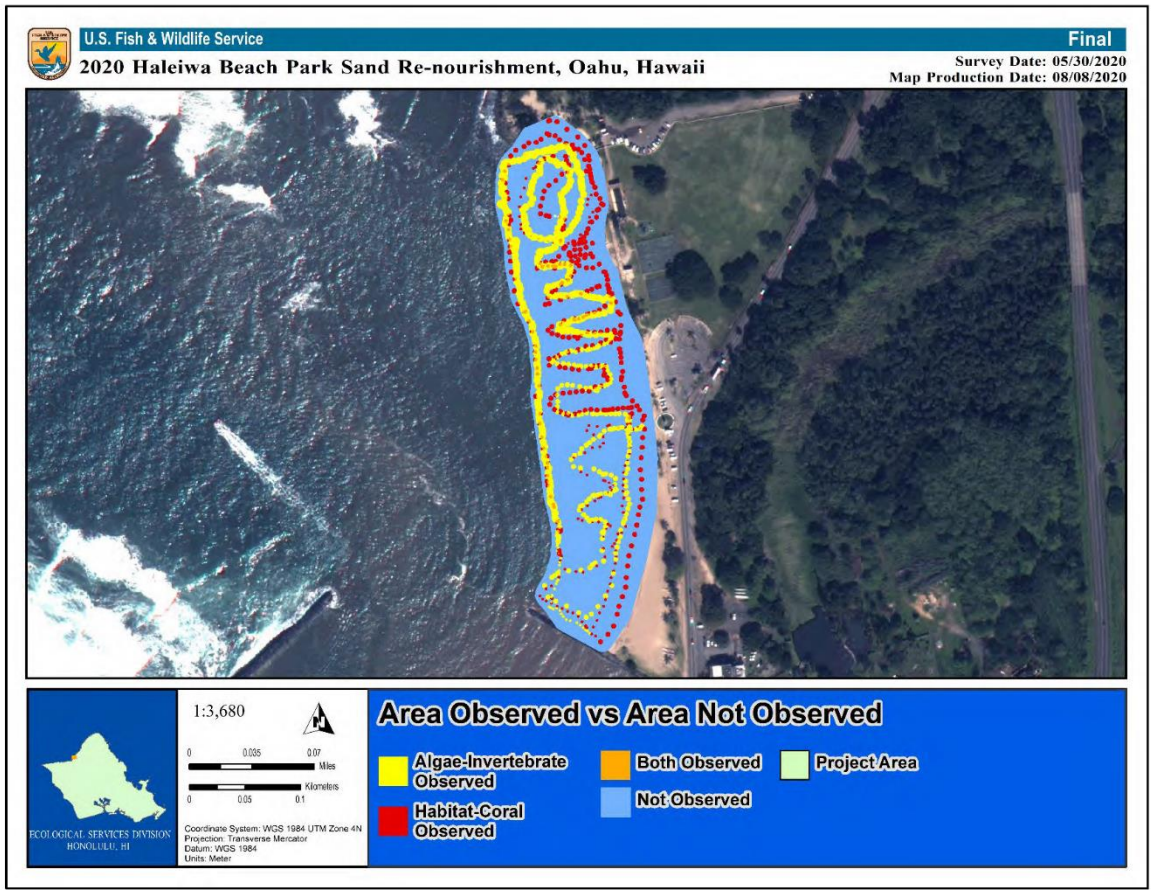 U.S. Fish & Wildlife Service
Final
2020 Haleiwa Beach Park Sand Re-nourishment, Oahu, Hawaii
Survey Date: 05/30/2020
Map Production Date: 08/08/2020
1:3,680
N
0 0.035 0.07
Miles
Kilometers
0 0.05 0.1
Coordinate System: WGS 1984 UTM Zone 4N
Projection: Transverse Mercator
Datum: WGS 1984
Units: Meter
ECOLOGICAL SERVICES DIVISION
HONOLULU, HI
Area Observed vs Area Not Observed
Algae-Invertebrate
Observed
Habitat-Coral
Observed
Both Observed
Not Observed
Project Area